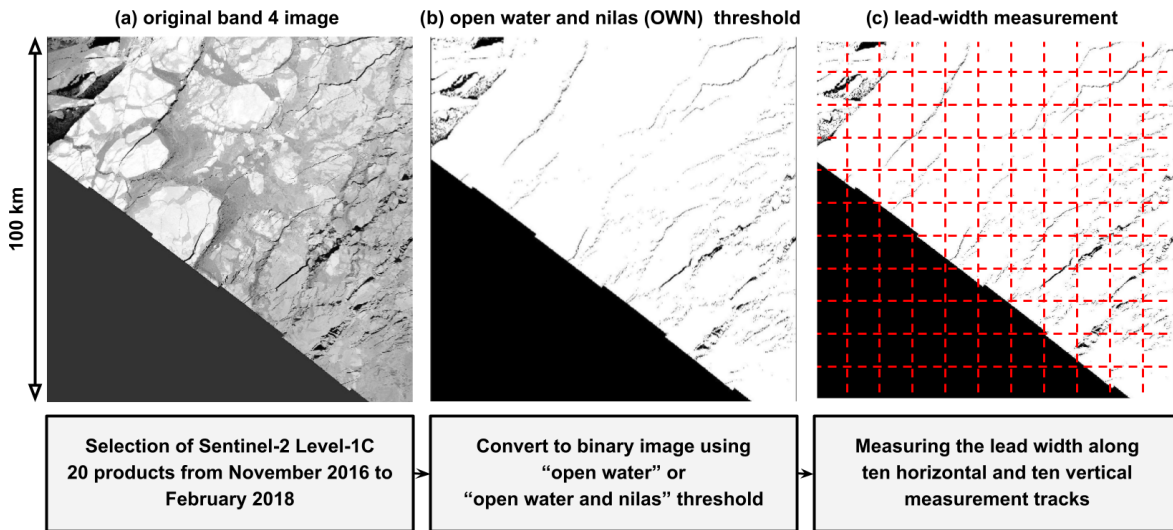 (a) original band 4 image
(b) open water and nilas (OWN) threshold
(c) lead-width measurement
100 km
Selection of Sentinel-2 Level-1C
20 products from November 2016 to
February 2018
Convert to binary image using
“open water” or
“open water and nilas” threshold
Measuring the lead width along
ten horizontal and ten vertical
measurement tracks